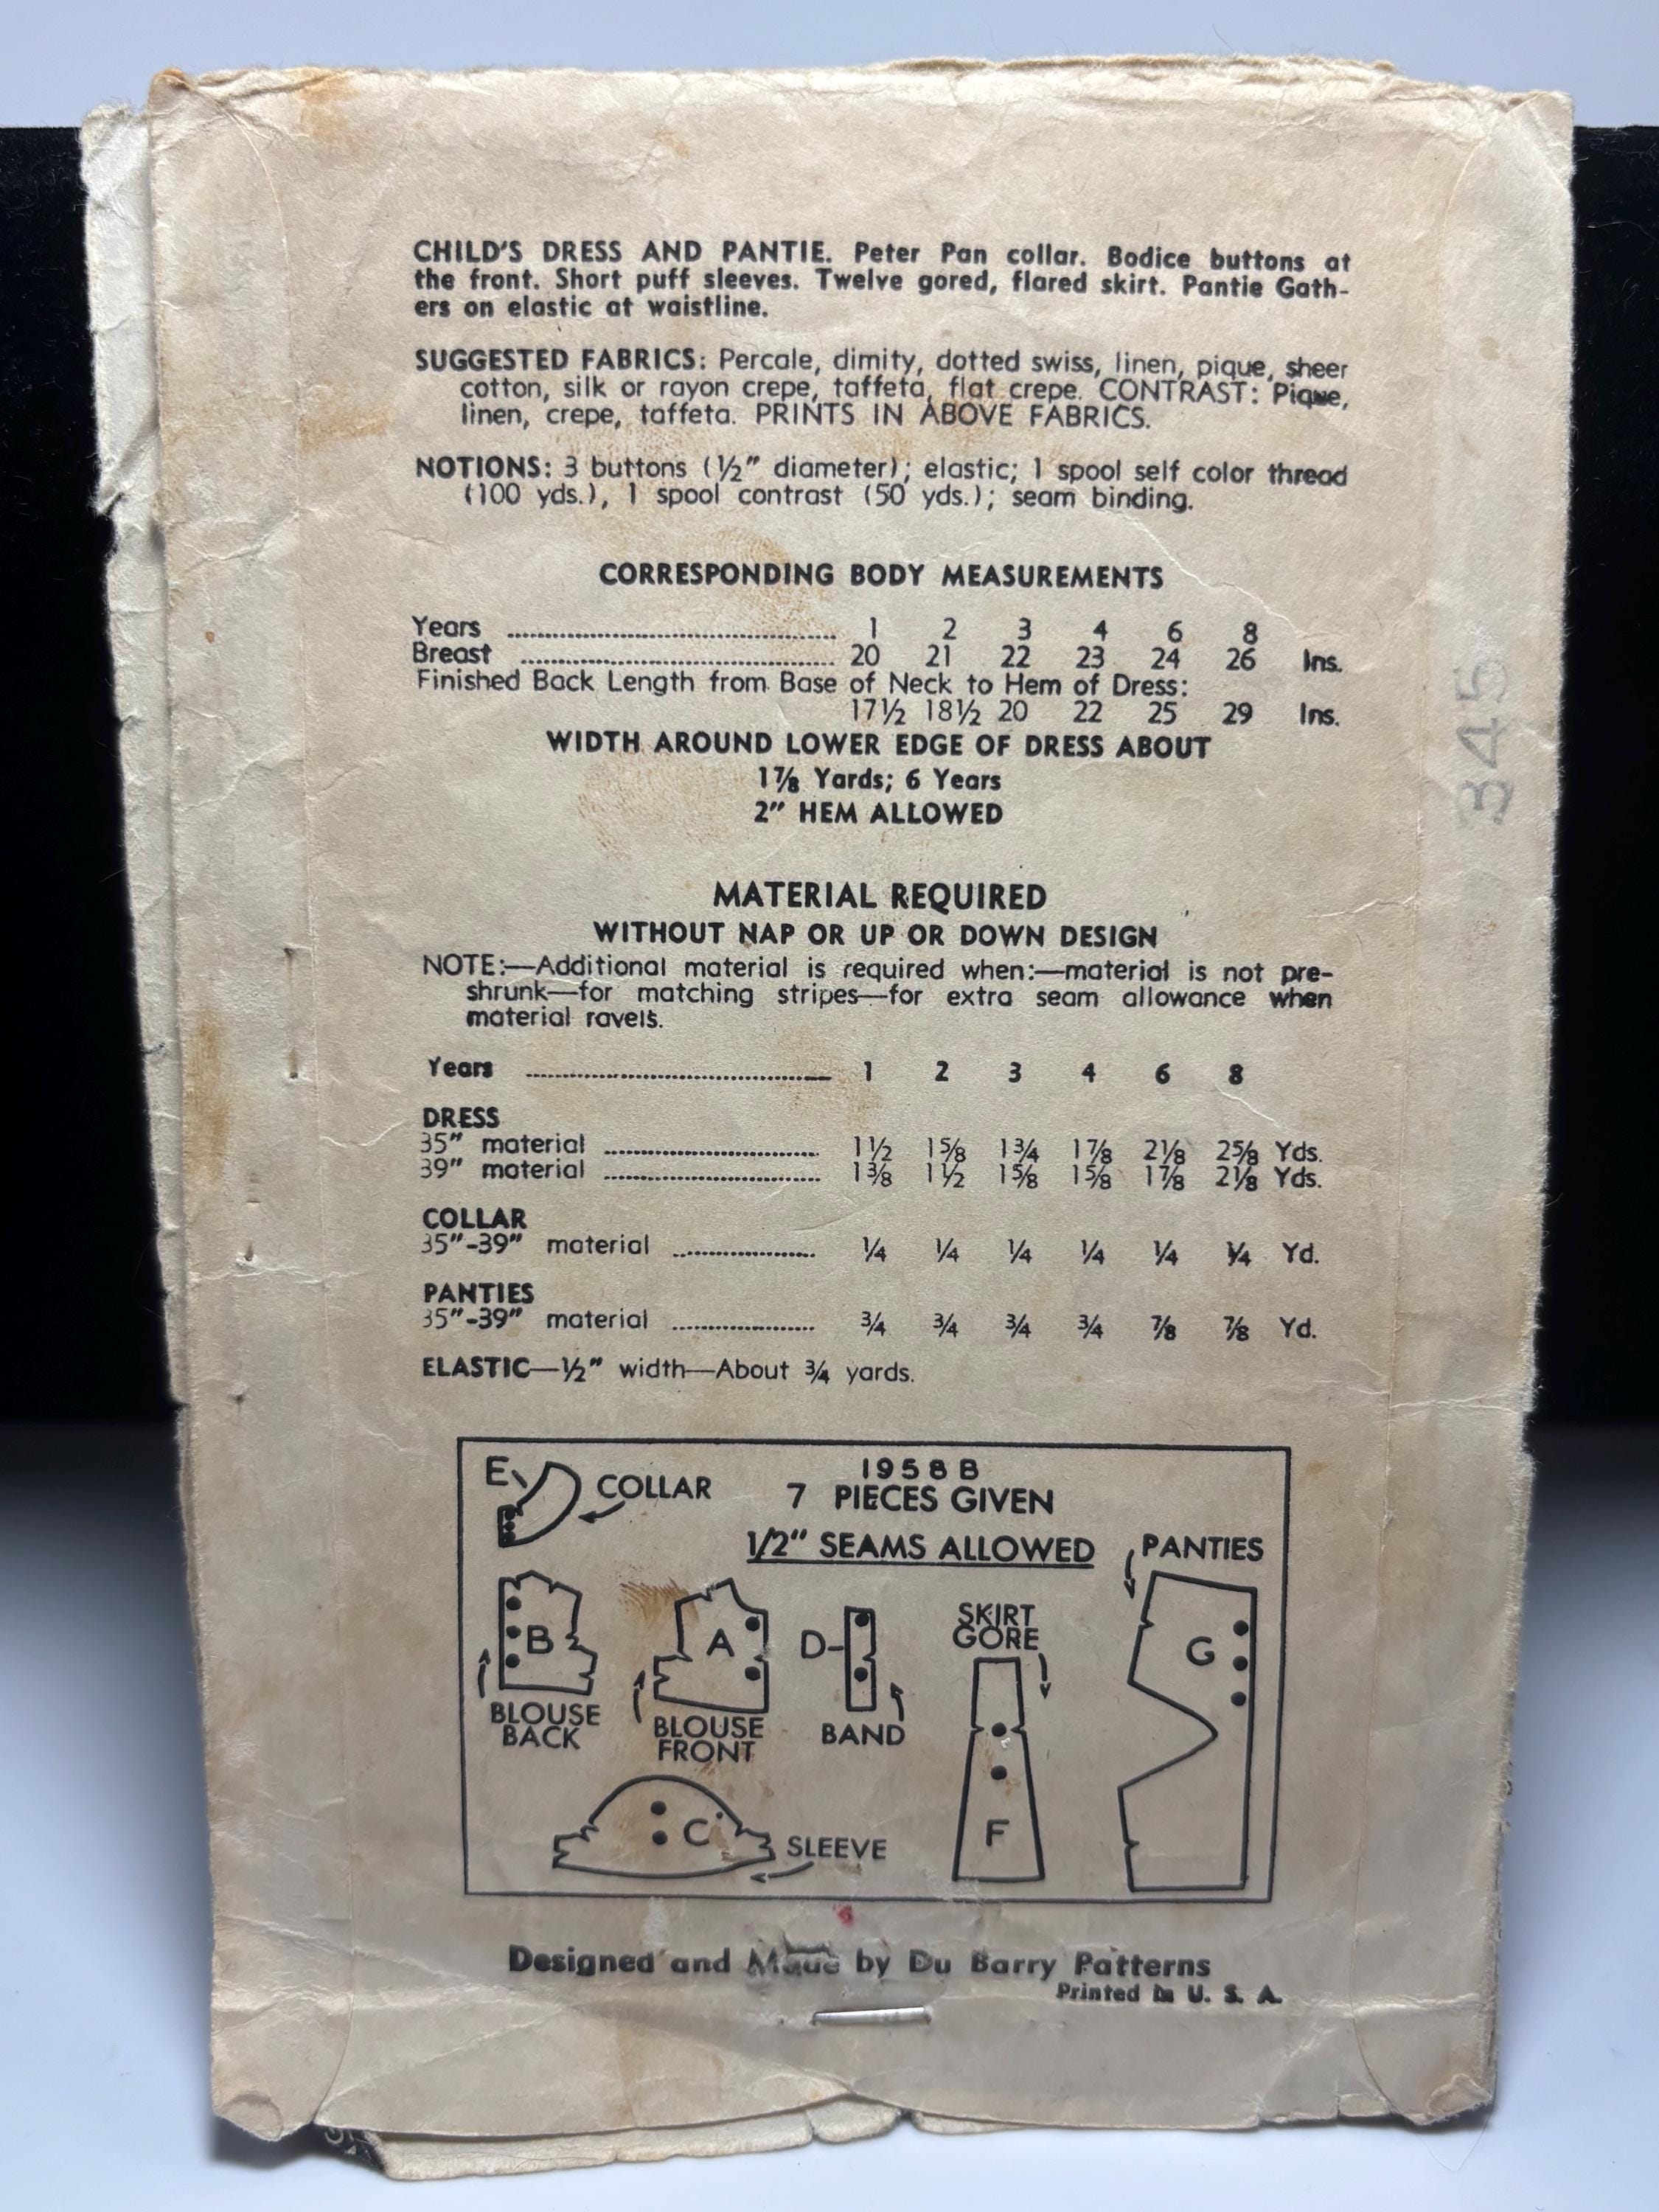 CHILD'S DRESS AND PANTIE. Peter Pan collar. Bodice buttons at
the front. Short puff sleeves. Twelve gored, flared skirt. Pantie Gath-
ers on elastic at waistline.
SUGGESTED FABRICS: Percale, dimity, dotted swiss, linen, pique, sheer
cotton, silk or rayon crepe, taffeta, flat crepe. CONTRAST: Pique,
linen, crepe, taffeta. PRINTS IN ABOVE FABRICS.
NOTIONS: 3 buttons (½" diameter); elastic; 1 spool self color thread
(100 yds.), 1 spool contrast (50 yds.); seam binding.
CORRESPONDING BODY MEASUREMENTS
Years 1 2 3 4 6 8
Breast 20 21 22 23 24 26 Ins.
Finished Back Length from Base of Neck to Hem of Dress:
17½ 18½ 20 22 25 29 Ins.
WIDTH AROUND LOWER EDGE OF DRESS ABOUT
1⅞ Yards; 6 Years
2" HEM ALLOWED
345
MATERIAL REQUIRED
WITHOUT NAP OR UP OR DOWN DESIGN
NOTE:—Additional material is required when:—material is not pre-
shrunk—for matching stripes—for extra seam allowance when
material ravels.
Years 1 2 3 4 6 8
DRESS
35" material 1½ 1⅝ 1¾ 1⅞ 2⅛ 2⅝ Yds.
39" material 1⅜ 1½ 1⅝ 1⅝ 1⅞ 2⅛ Yds.
COLLAR
35"-39" material ¼ ¼ ¼ ¼ ¼ ¼ Yd.
PANTIES
35"-39" material ¾ ¾ ¾ ¾ ⅞ ⅞ Yd.
ELASTIC—½" width—About ¾ yards.
1958 B
7 PIECES GIVEN
1/2" SEAMS ALLOWED
E
COLLAR
PANTIES
G
B
BLOUSE
BACK
A
BLOUSE
FRONT
D
BAND
SKIRT
GORE
F
C
SLEEVE
Designed and Made by Du Barry Patterns
Printed in U. S. A.